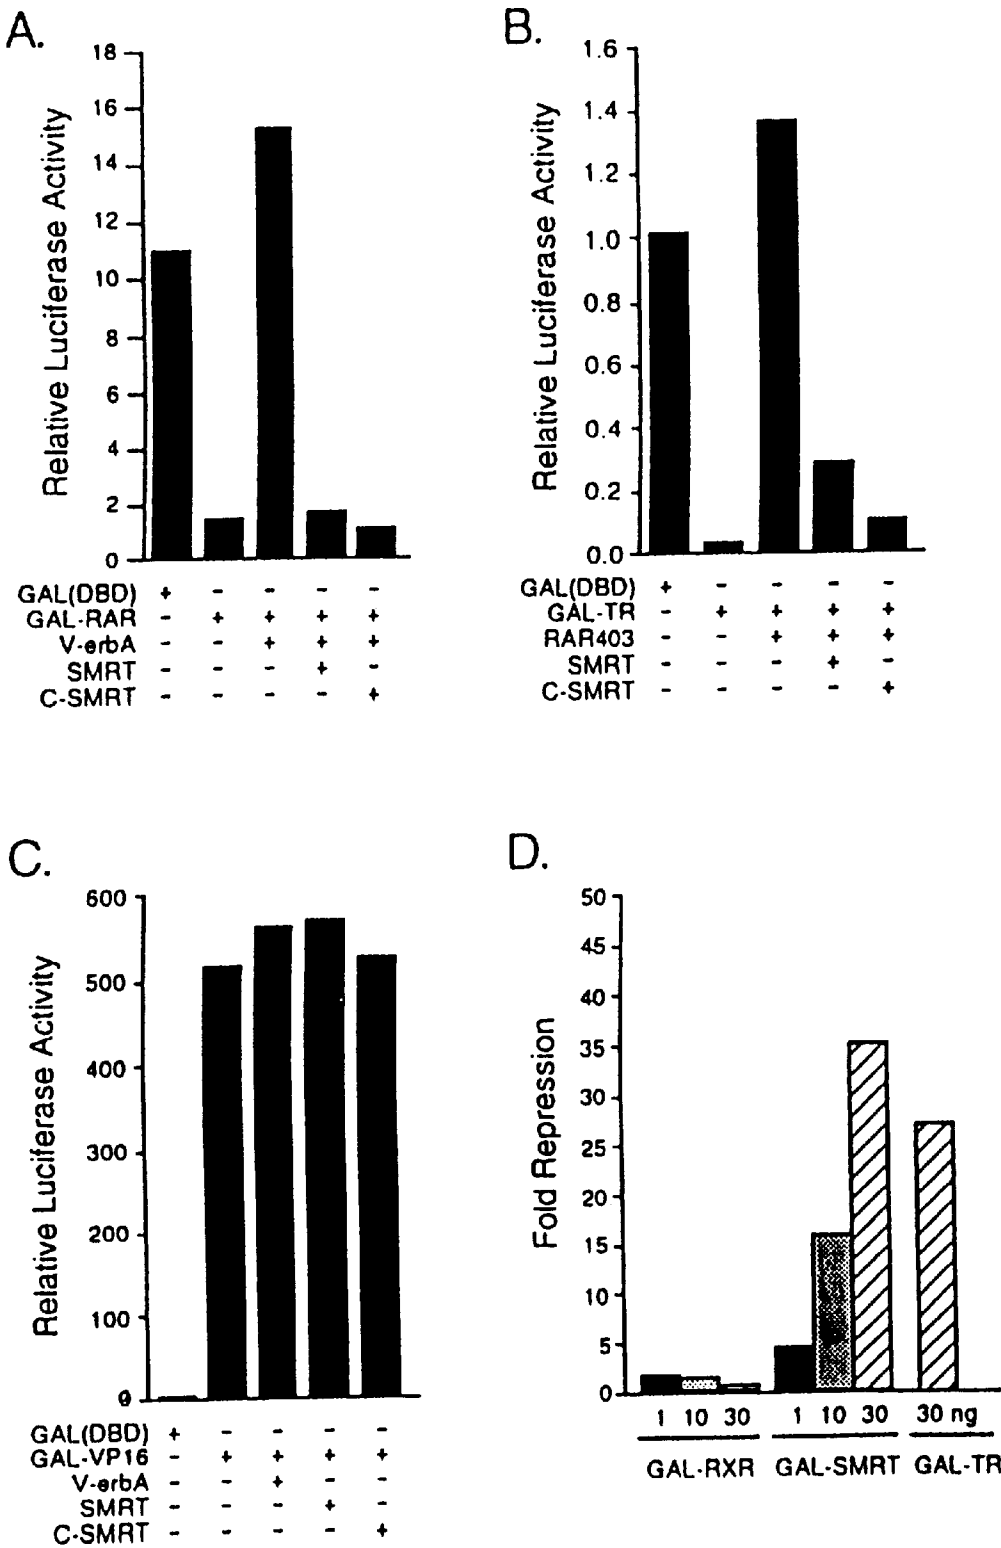 A.
Relative Luciferase Activity
18
16
14
12
10
8
6
4
2
0
GAL(DBD) + - - - -
GAL-RAR - + + + +
V-erbA - - + + +
SMRT - - - + -
C-SMRT - - - - +
B.
Relative Luciferase Activity
1.6
1.4
1.2
1.0
0.8
0.6
0.4
0.2
0.0
GAL(DBD) + - - - -
GAL-TR - + + + +
RAR403 - - + + +
SMRT - - - + -
C-SMRT - - - - +
C.
Relative Luciferase Activity
600
500
400
300
200
100
0
GAL(DBD) + - - - -
GAL-VP16 - + + + +
V-erbA - - + - -
SMRT - - - + -
C-SMRT - - - - +
D.
Fold Repression
50
45
40
35
30
25
20
15
10
5
0
1 10 30 1 10 30 30 ng
GAL-RXR GAL-SMRT GAL-TR